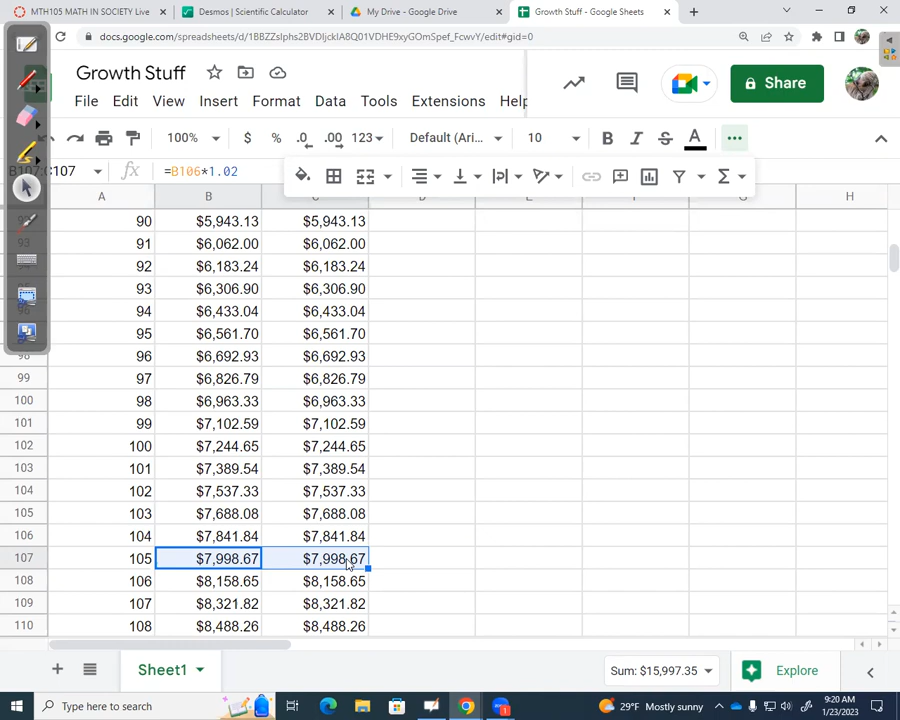 MTH105 MATH IN SOCIETY Live
Desmos | Scientific Calculator
My Drive - Google Drive
Growth Stuff - Google Sheets
docs.google.com/spreadsheets/d/1BBZZsIphs2BVDIjckIA8Q01VDHE9xyGOmSpef_FcwvY/edit#gid=0
Growth Stuff
Share
File Edit View Insert Format Data Tools Extensions Help
100% $ % .0 .00 123 Default (Ari... 10 B I S A
B107:C107 fx =B106*1.02
A B C D E F G H
90 $5,943.13 $5,943.13
93 91 $6,062.00 $6,062.00
92 $6,183.24 $6,183.24
93 $6,306.90 $6,306.90
94 $6,433.04 $6,433.04
95 $6,561.70 $6,561.70
98 96 $6,692.93 $6,692.93
99 97 $6,826.79 $6,826.79
100 98 $6,963.33 $6,963.33
101 99 $7,102.59 $7,102.59
102 100 $7,244.65 $7,244.65
103 101 $7,389.54 $7,389.54
104 102 $7,537.33 $7,537.33
105 103 $7,688.08 $7,688.08
106 104 $7,841.84 $7,841.84
107 105 $7,998.67 $7,998.67
108 106 $8,158.65 $8,158.65
109 107 $8,321.82 $8,321.82
110 108 $8,488.26 $8,488.26
Sheet1
Sum: $15,997.35
Explore
Type here to search
29°F Mostly sunny
9:20 AM
1/23/2023